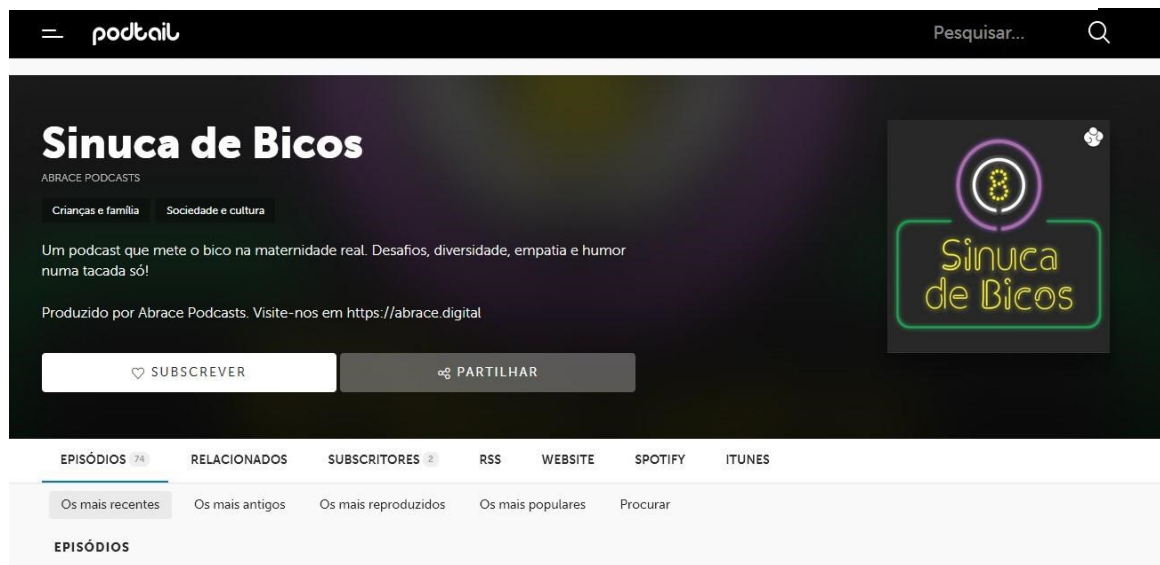 podtail
Pesquisar...
Sinuca de Bicos
ABRACE PODCASTS
Crianças e família Sociedade e cultura
Um podcast que mete o bico na maternidade real. Desafios, diversidade, empatia e humor
numa tacada só!
Produzido por Abrace Podcasts. Visite-nos em https://abrace.digital
SUBSCREVER PARTILHAR
8
Sinuca
de Bicos
EPISÓDIOS 74 RELACIONADOS SUBSCRITORES 2 RSS WEBSITE SPOTIFY ITUNES
Os mais recentes Os mais antigos Os mais reproduzidos Os mais populares Procurar
EPISÓDIOS